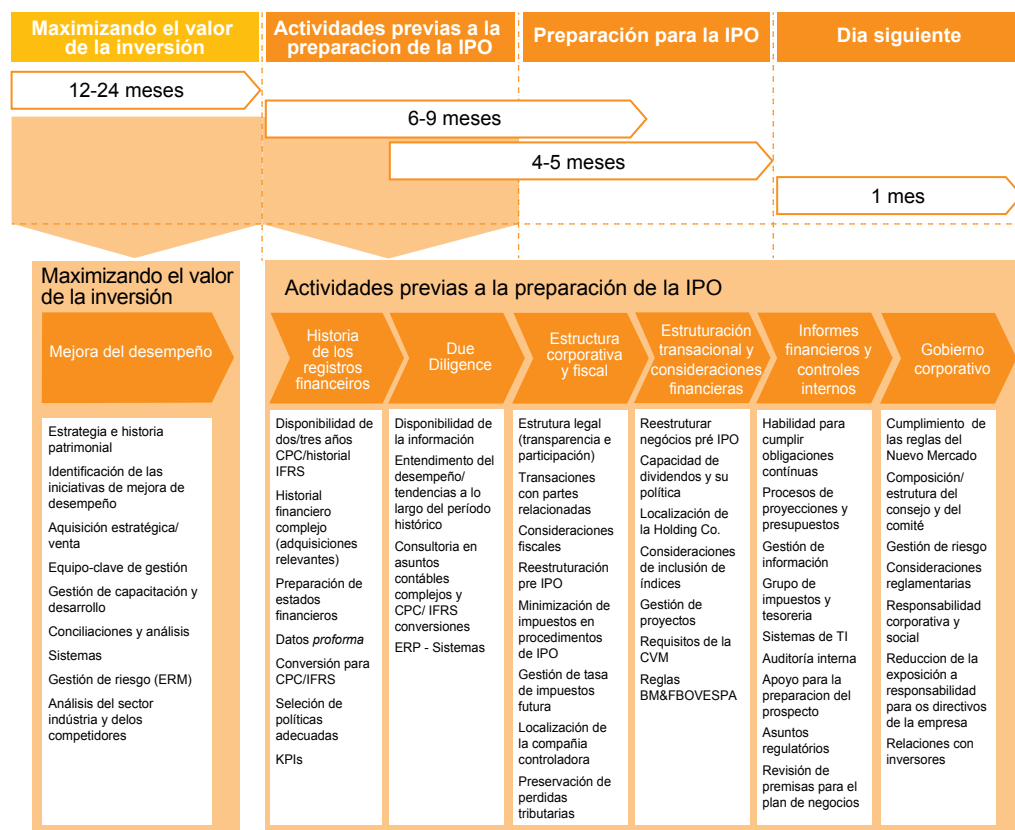 Maximizando el valor
de la inversión
Actividades previas a la
preparacion de la IPO
Preparación para la IPO
Dia siguiente
12-24 meses
6-9 meses
4-5 meses
1 mes
Maximizando el valor
de la inversión
Mejora del desempeño
Estrategia e historia
patrimonial
Identificación de las
iniciativas de mejora de
desempeño
Aquisición estratégica/
venta
Equipo-clave de gestión
Gestión de capacitación y
desarrollo
Conciliaciones y análisis
Sistemas
Gestión de riesgo (ERM)
Análisis del sector
indústria y delos
competidores
Actividades previas a la preparación de la IPO
Historia
de los
registros
financeiros
Disponibilidad de
dos/tres años
CPC/historial
IFRS
Historial
financiero
complejo
(adquisiciones
relevantes)
Preparación de
estados
financieros
Datos proforma
Conversión para
CPC/IFRS
Seleción de
políticas
adecuadas
KPIs
Due
Diligence
Disponibilidad de
la información
Entendimento del
desempeño/
tendencias a lo
largo del período
histórico
Consultoria en
asuntos
contábles
complejos y
CPC/ IFRS
conversiones
ERP - Sistemas
Estructura
corporativa
y fiscal
Estrutura legal
(transparencia e
participación)
Transaciones
con partes
relacionadas
Consideraciones
fiscales
Reestruturación
pre IPO
Minimización de
impuestos en
procedimentos
de IPO
Gestión de tasa
de impuestos
futura
Localización de
la compañia
controladora
Preservación de
perdidas
tributarias
Estruturación
transacional y
consideraciones
financieras
Reestruturar
negócios pré IPO
Capacidad de
dividendos y su
política
Localización de
la Holding Co.
Consideraciones
de inclusión de
índices
Gestión de
proyectos
Requisitos de la
CVM
Reglas
BM&FBOVESPA
Informes
financieros y
controles
internos
Habilidad para
cumplir
obligaciones
contínuas
Procesos de
proyecciones y
presupuestos
Gestión de
información
Grupo de
impuestos y
tesoreria
Sistemas de TI
Auditoría interna
Apoyo para la
preparacion del
prospecto
Asuntos
regulatórios
Revisión de
premisas para el
plan de negocios
Gobierno
corporativo
Cumplimiento de
las reglas del
Nuevo Mercado
Composición/
estrutura del
consejo y del
comité
Gestión de riesgo
Consideraciones
reglamentarias
Responsabilidad
corporativa y
social
Reduccion de la
exposición a
responsabilidad
para os directivos
de la empresa
Relaciones con
inversores